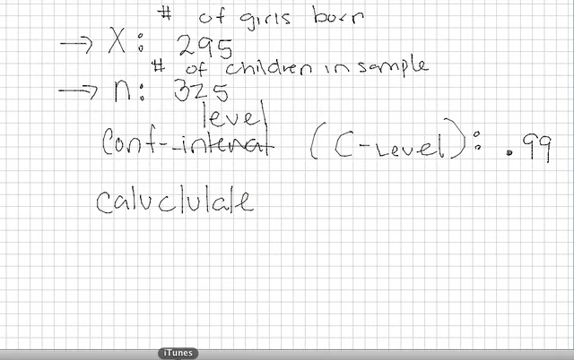 # of girls born
→ X: 295
# of children in sample
→ n: 325
level
Conf-interval (C-Level): .99
caluclulate
iTunes